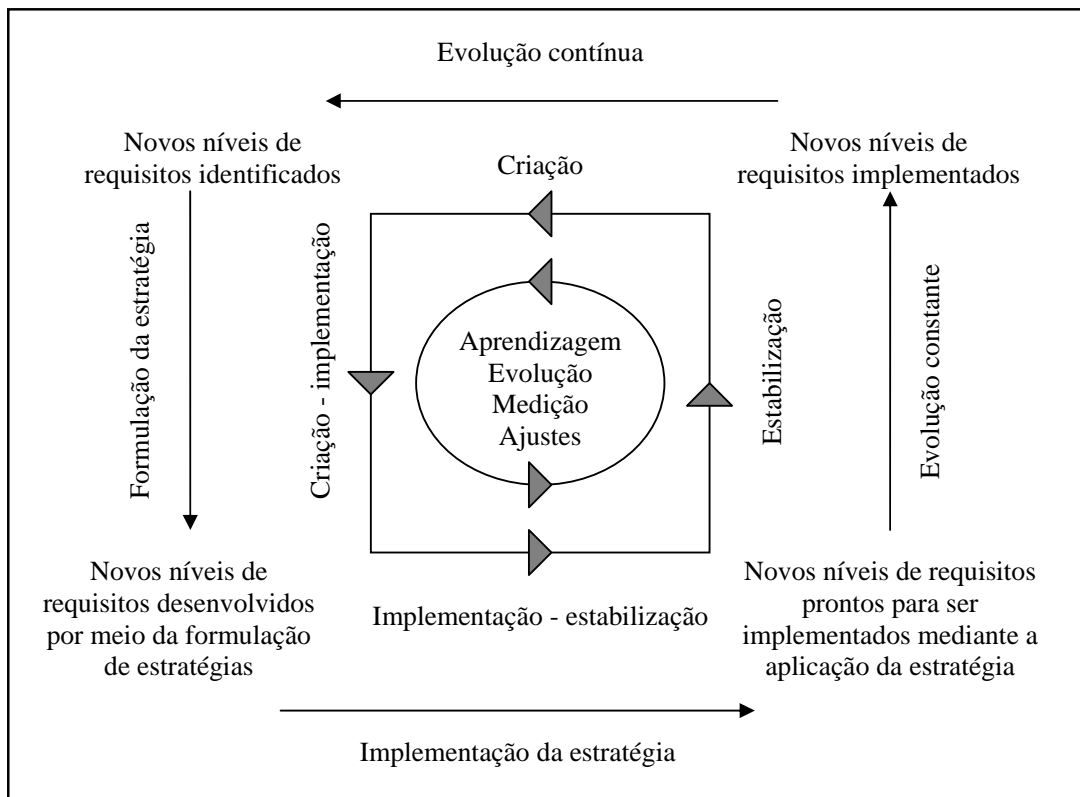 Evolução contínua
Novos níveis de
requisitos identificados
Criação
Novos níveis de
requisitos implementados
Formulação da estratégia
Criação - implementação
Aprendizagem
Evolução
Medição
Ajustes
Estabilização
Evolução constante
Novos níveis de
requisitos desenvolvidos
por meio da formulação
de estratégias
Implementação - estabilização
Novos níveis de requisitos
prontos para ser
implementados mediante a
aplicação da estratégia
Implementação da estratégia